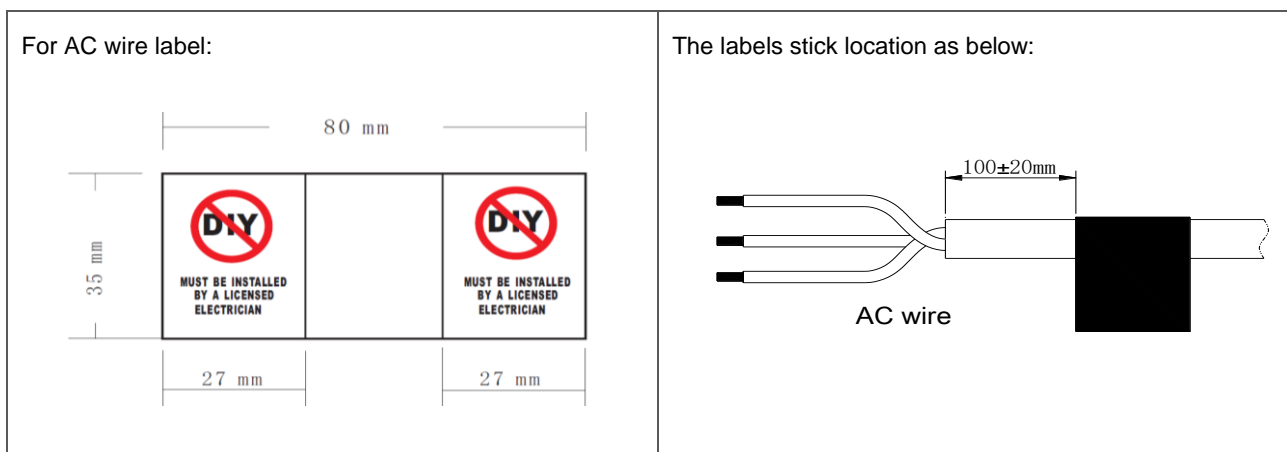 For AC wire label:
80 mm
35 mm
DIY
MUST BE INSTALLED
BY A LICENSED
ELECTRICIAN
DIY
MUST BE INSTALLED
BY A LICENSED
ELECTRICIAN
27 mm
27 mm
The labels stick location as below:
100±20mm
AC wire